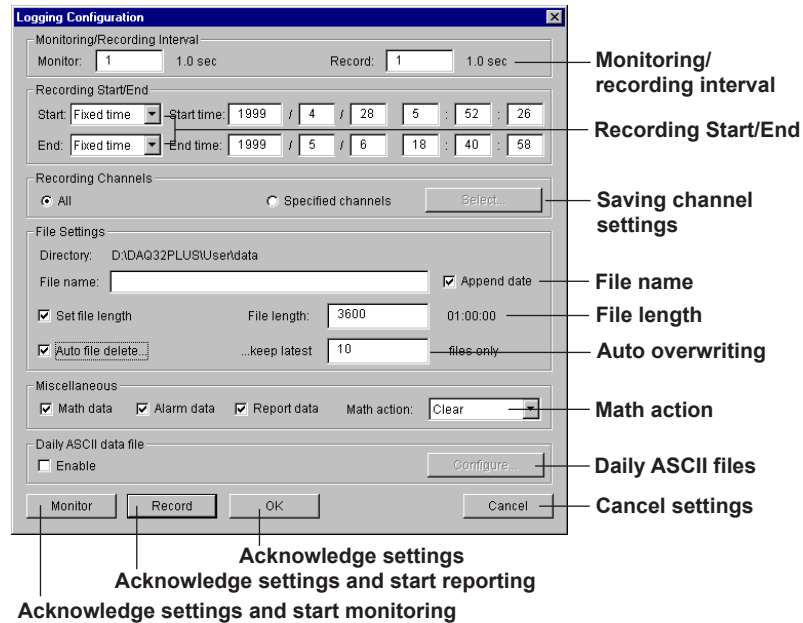 Logging Configuration
Monitoring/Recording Interval
Monitor: 1 1.0 sec Record: 1 1.0 sec
Monitoring/
recording interval
Recording Start/End
Start: Fixed time Start time: 1999 / 4 / 28 5 : 52 : 26
Recording Start/End
End: Fixed time End time: 1999 / 5 / 6 18 : 40 : 58
Recording Channels
All Specified channels Select...
Saving channel
settings
File Settings
Directory: D:\DAQ32PLUS\User\data
File name: Append date
File name
Set file length File length: 3600 01:00:00
File length
Auto file delete... ...keep latest 10 files only
Auto overwriting
Miscellaneous
Math data Alarm data Report data Math action: Clear
Math action
Daily ASCII data file
Enable Configure...
Daily ASCII files
Monitor Record OK Cancel
Cancel settings
Acknowledge settings
Acknowledge settings and start reporting
Acknowledge settings and start monitoring